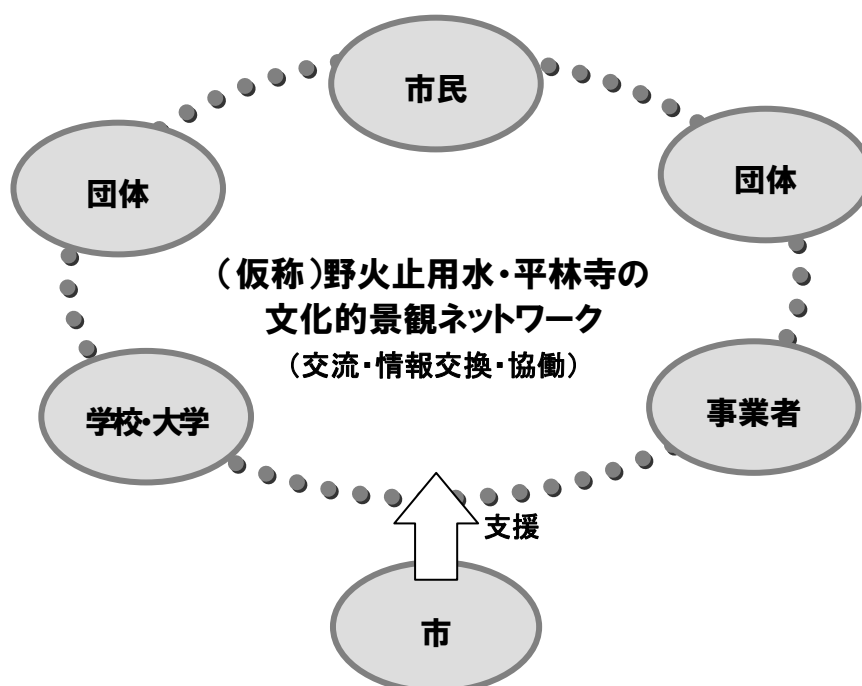 市民
団体
団体
（仮称）野火止用水・平林寺の
文化的景観ネットワーク
（交流・情報交換・協働）
学校・大学
事業者
支援
市